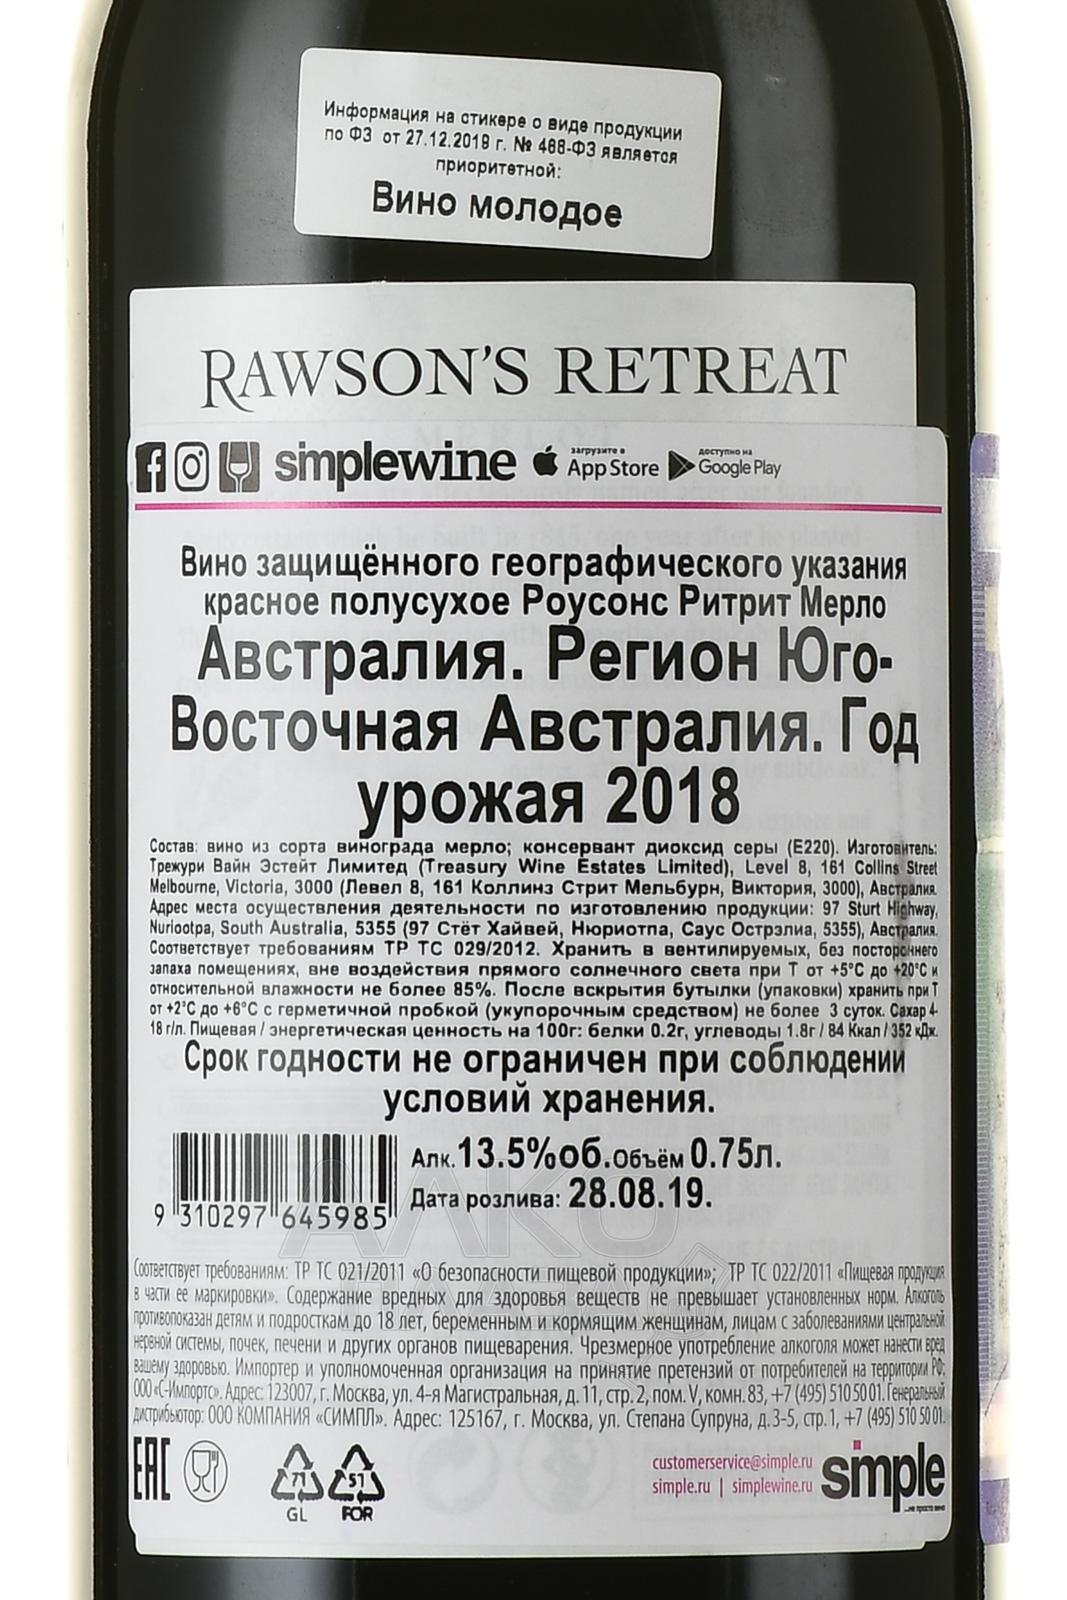 Информация на стикере о виде продукции
по ФЗ от 27.12.2019 г. № 468-ФЗ является
приоритетной:
Вино молодое
RAWSON'S RETREAT
MERLOT
simplewine загрузите в App Store доступно на Google Play
Вино защищённого географического указания
красное полусухое Роусонс Ритрит Мерло
Австралия. Регион Юго-
Восточная Австралия. Год
урожая 2018
Состав: вино из сорта винограда мерло; консервант диоксид серы (Е220). Изготовитель:
Трежури Вайн Эстейт Лимитед (Treasury Wine Estates Limited), Level 8, 161 Collins Street
Melbourne, Victoria, 3000 (Левел 8, 161 Коллинз Стрит Мельбурн, Виктория, 3000), Австралия.
Адрес места осуществления деятельности по изготовлению продукции: 97 Sturt Highway,
Nuriootpa, South Australia, 5355 (97 Стёт Хайвей, Нюриотпа, Саус Острэлиа, 5355), Австралия.
Соответствует требованиям ТР ТС 029/2012. Хранить в вентилируемых, без постороннего
запаха помещениях, вне воздействия прямого солнечного света при Т от +5°С до +20°С и
относительной влажности не более 85%. После вскрытия бутылки (упаковки) хранить при Т
от +2°С до +6°С с герметичной пробкой (укупорочным средством) не более 3 суток. Сахар 4-
18 г/л. Пищевая / энергетическая ценность на 100г: белки 0.2г, углеводы 1.8г / 84 Ккал / 352 кДж.
Срок годности не ограничен при соблюдении
условий хранения.
Алк. 13.5%об. Объём 0.75л.
Дата розлива: 28.08.19.
9 310297 645985
Соответствует требованиям: ТР ТС 021/2011 «О безопасности пищевой продукции»; ТР ТС 022/2011 «Пищевая продукция
в части ее маркировки». Содержание вредных для здоровья веществ не превышает установленных норм. Алкоголь
противопоказан детям и подросткам до 18 лет, беременным и кормящим женщинам, лицам с заболеваниями центральной
нервной системы, почек, печени и других органов пищеварения. Чрезмерное употребление алкоголя может нанести вред
вашему здоровью. Импортер и уполномоченная организация на принятие претензий от потребителей на территории РФ:
ООО «С-Импортс». Адрес: 123007, г. Москва, ул. 4-я Магистральная, д. 11, стр. 2, пом. V, комн. 83, +7 (495) 510 50 01. Генеральный
дистрибьютор: ООО КОМПАНИЯ «СИМПЛ». Адрес: 125167, г. Москва, ул. Степана Супруна, д. 3-5, стр. 1, +7 (495) 510 50 01.
EAC
71 51
GL FOR
customerservice@simple.ru
simple.ru | simplewine.ru
simple
...не просто вино
АЛКО
ПЛАЗА